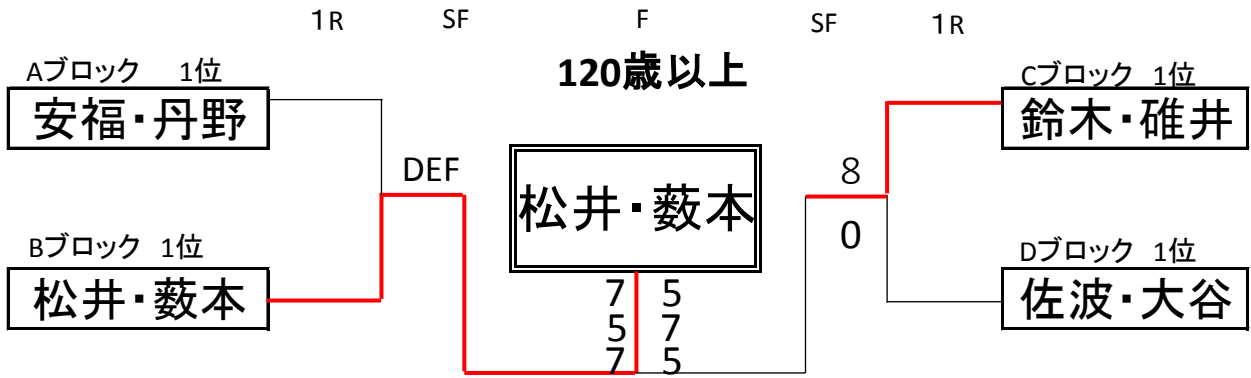 1R SF F SF 1R
120歳以上
Aブロック 1位
安福・丹野
Cブロック 1位
鈴木・碓井
DEF
松井・薮本
8
0
Bブロック 1位
松井・薮本
Dブロック 1位
佐波・大谷
7 5
5 7
7 5